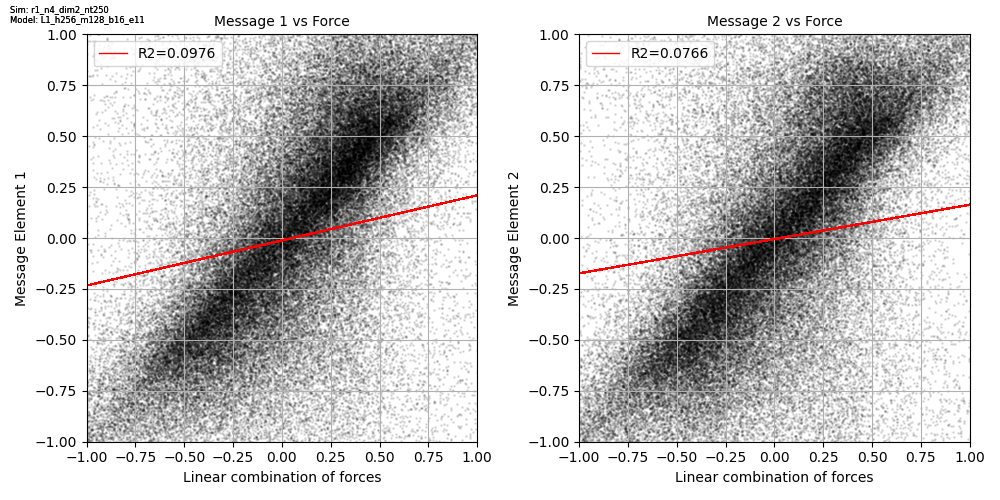 Sim: r1_n4_dim2_nt250
Model: L1_h256_m128_b16_e11
Message 1 vs Force
R2=0.0976
1.00
0.75
0.50
0.25
0.00
−0.25
−0.50
−0.75
−1.00
Message Element 1
−1.00 −0.75 −0.50 −0.25 0.00 0.25 0.50 0.75 1.00
Linear combination of forces
Message 2 vs Force
R2=0.0766
1.00
0.75
0.50
0.25
0.00
−0.25
−0.50
−0.75
−1.00
Message Element 2
−1.00 −0.75 −0.50 −0.25 0.00 0.25 0.50 0.75 1.00
Linear combination of forces